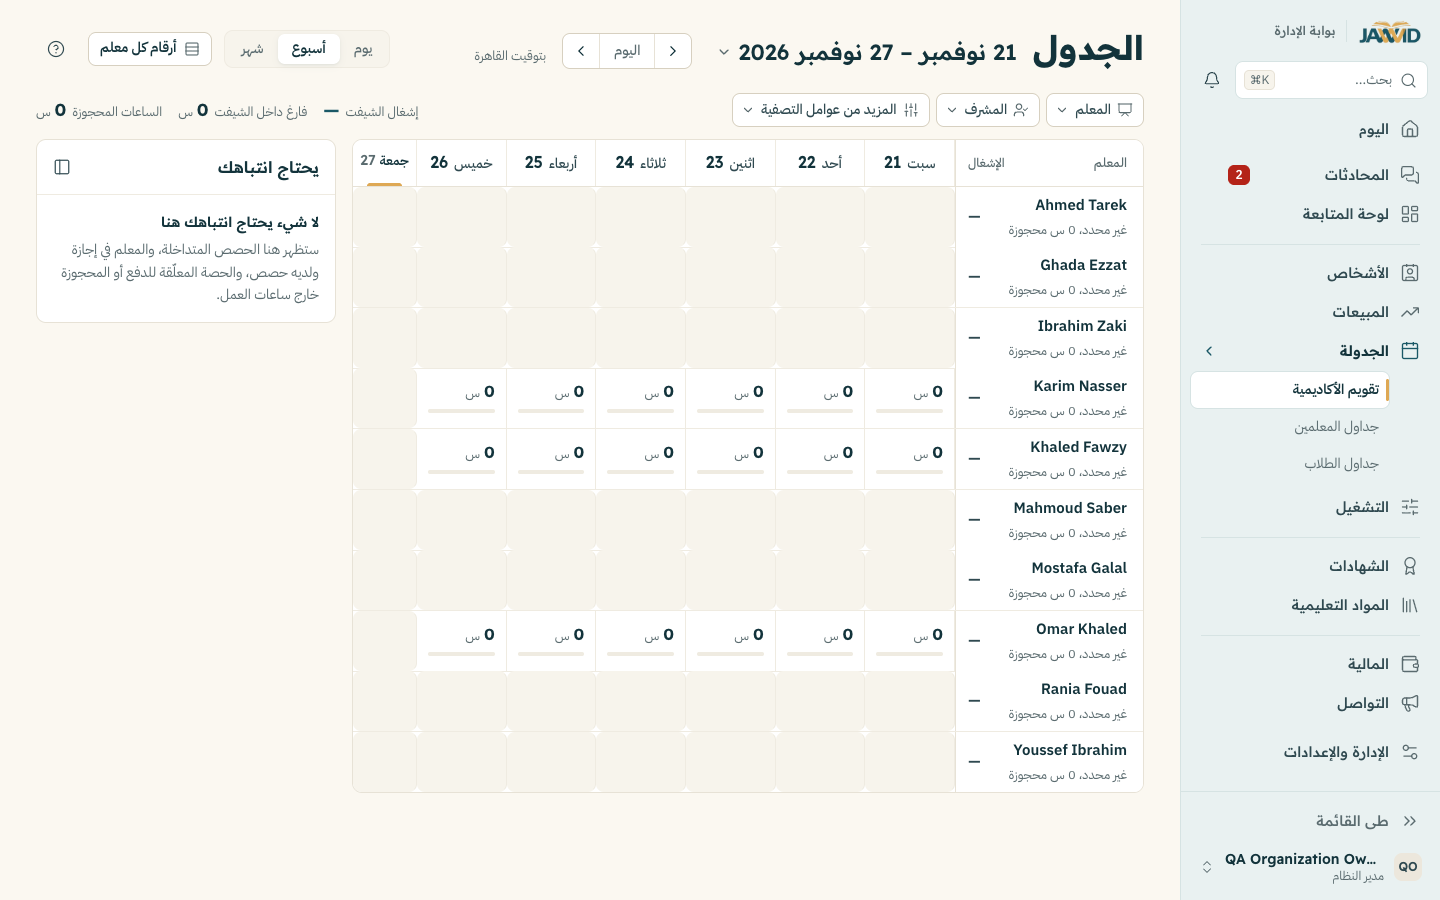 JAWID
بوابة الإدارة
بحث...
⌘K
اليوم
المحادثات
2
لوحة المتابعة
الأشخاص
المبيعات
الجدولة
تقويم الأكاديمية
جداول المعلمين
جداول الطلاب
التشغيل
الشهادات
المواد التعليمية
المالية
التواصل
الإدارة والإعدادات
طي القائمة
QO
QA Organization Ow...
مدير النظام
الجدول
21 نوفمبر – 27 نوفمبر 2026
اليوم
بتوقيت القاهرة
يوم
أسبوع
شهر
أرقام كل معلم
المعلم
المشرف
المزيد من عوامل التصفية
إشغال الشيفت —
فارغ داخل الشيفت 0 س
الساعات المحجوزة 0 س
المعلم
الإشغال
سبت 21
أحد 22
اثنين 23
ثلاثاء 24
أربعاء 25
خميس 26
جمعة 27
Ahmed Tarek
غير محدد، 0 س محجوزة
—
Ghada Ezzat
غير محدد، 0 س محجوزة
—
Ibrahim Zaki
غير محدد، 0 س محجوزة
—
Karim Nasser
غير محدد، 0 س محجوزة
—
0 س
0 س
0 س
0 س
0 س
0 س
Khaled Fawzy
غير محدد، 0 س محجوزة
—
0 س
0 س
0 س
0 س
0 س
0 س
Mahmoud Saber
غير محدد، 0 س محجوزة
—
Mostafa Galal
غير محدد، 0 س محجوزة
—
Omar Khaled
غير محدد، 0 س محجوزة
—
0 س
0 س
0 س
0 س
0 س
0 س
Rania Fouad
غير محدد، 0 س محجوزة
—
Youssef Ibrahim
غير محدد، 0 س محجوزة
—
يحتاج انتباهك
لا شيء يحتاج انتباهك هنا
ستظهر هنا الحصص المتداخلة، والمعلم في إجازة
ولديه حصص، والحصة المعلّقة للدفع أو المحجوزة
خارج ساعات العمل.